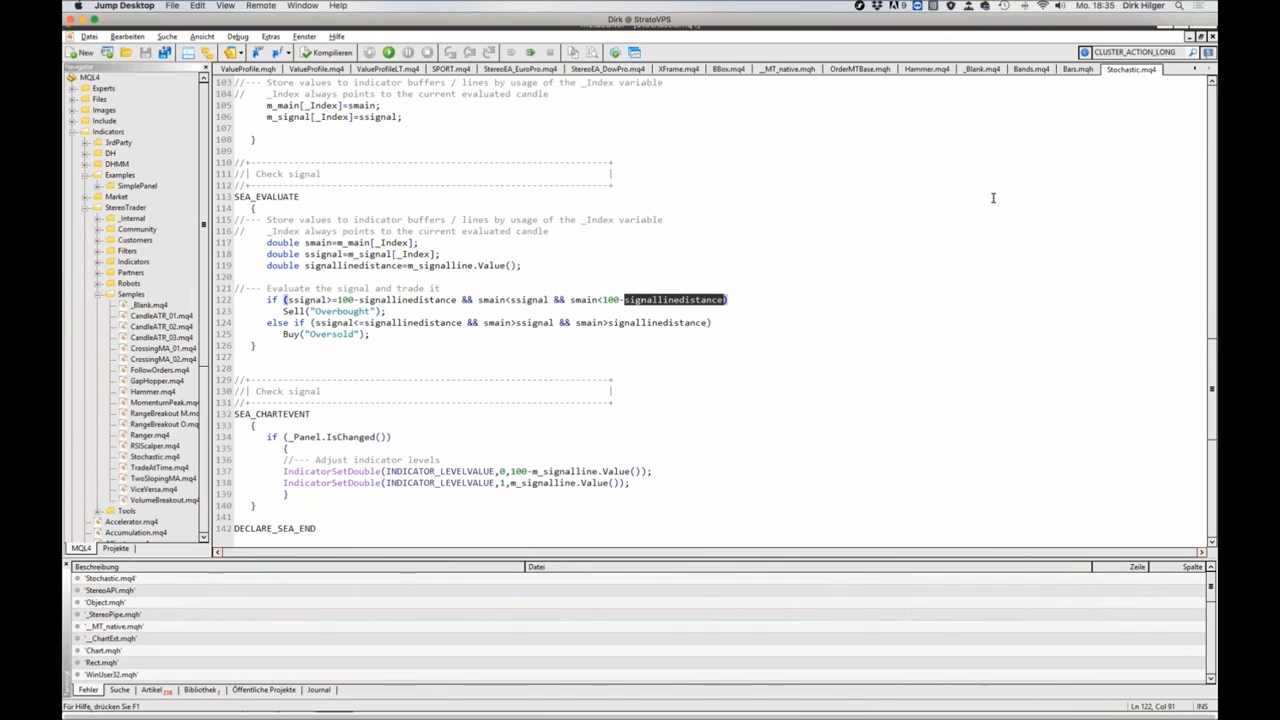 Jump Desktop File Edit View Remote Window Help
9 Mo. 18:35 Dirk Hilger
Dirk @ StratoVPS
Datei Bearbeiten Suche Ansicht Debug Extras Fenster Hilfe
New Kompilieren CLUSTER_ACTION_LONG
Navigator
ValueProfile.mqh ValueProfile.mq4 ValueProfileLT.mq4 SPORT.mq4 StereoEA_EuroPro.mq4 StereoEA_DowPro.mq4 XFrame.mq4 BBox.mq4 __MT_native.mqh OrderMTBase.mqh Hammer.mq4 _Blank.mq4 Bands.mq4 Bars.mqh Stochastic.mq4
MQL4
Experts
Files
Images
Include
Indicators
3rdParty
DH
DHMM
Examples
SimplePanel
Market
StereoTrader
_Internal
Community
Customers
Filters
Indicators
Partners
Robots
Samples
_Blank.mq4
CandleATR_01.mq4
CandleATR_02.mq4
CandleATR_03.mq4
CrossingMA_01.mq4
CrossingMA_02.mq4
FollowOrders.mq4
GapHopper.mq4
Hammer.mq4
MomentumPeak.mq4
RangeBreakout M.mq4
RangeBreakout O.mq4
Ranger.mq4
RSIScalper.mq4
Stochastic.mq4
TradeAtTime.mq4
TwoSlopingMA.mq4
ViceVersa.mq4
VolumeBreakout.mq4
Tools
Accelerator.mq4
Accumulation.mq4
MQL4 Projekte
103 //--- Store values to indicator buffers / lines by usage of the _Index variable
104 // _Index always points to the current evaluated candle
105 m_main[_Index]=smain;
106 m_signal[_Index]=ssignal;
107
108 }
109
110 //+------------------------------------------------------------------+
111 //| Check signal |
112 //+------------------------------------------------------------------+
113 SEA_EVALUATE
114 {
115 //--- Store values to indicator buffers / lines by usage of the _Index variable
116 // _Index always points to the current evaluated candle
117 double smain=m_main[_Index];
118 double ssignal=m_signal[_Index];
119 double signallinedistance=m_signalline.Value();
120
121 //--- Evaluate the signal and trade it
122 if (ssignal>=100-signallinedistance && smain<ssignal && smain<100-signallinedistance)
123 Sell("Overbought");
124 else if (ssignal<=signallinedistance && smain>ssignal && smain>signallinedistance)
125 Buy("Oversold");
126 }
127
128
129 //+------------------------------------------------------------------+
130 //| Check signal |
131 //+------------------------------------------------------------------+
132 SEA_CHARTEVENT
133 {
134 if (_Panel.IsChanged())
135 {
136 //--- Adjust indicator levels
137 IndicatorSetDouble(INDICATOR_LEVELVALUE,0,100-m_signalline.Value());
138 IndicatorSetDouble(INDICATOR_LEVELVALUE,1,m_signalline.Value());
139 }
140 }
141
142 DECLARE_SEA_END
Beschreibung Datei Zeile Spalte
'Stochastic.mq4'
'StereoAPI.mqh'
'Object.mqh'
'_StereoPipe.mqh'
'__MT_native.mqh'
'__ChartExt.mqh'
'Chart.mqh'
'Rect.mqh'
'WinUser32.mqh'
Fehler Suche Artikel Bibliothek Öffentliche Projekte Journal
Für Hilfe, drücken Sie F1 Ln 122, Col 91 INS